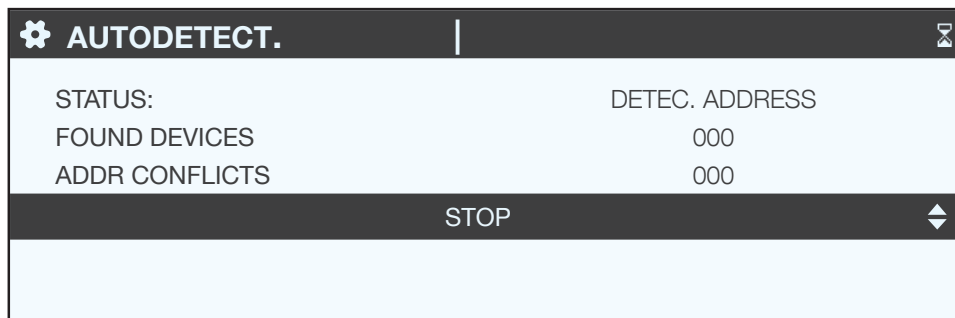 AUTODETECT.
STATUS: DETEC. ADDRESS
FOUND DEVICES 000
ADDR CONFLICTS 000
STOP